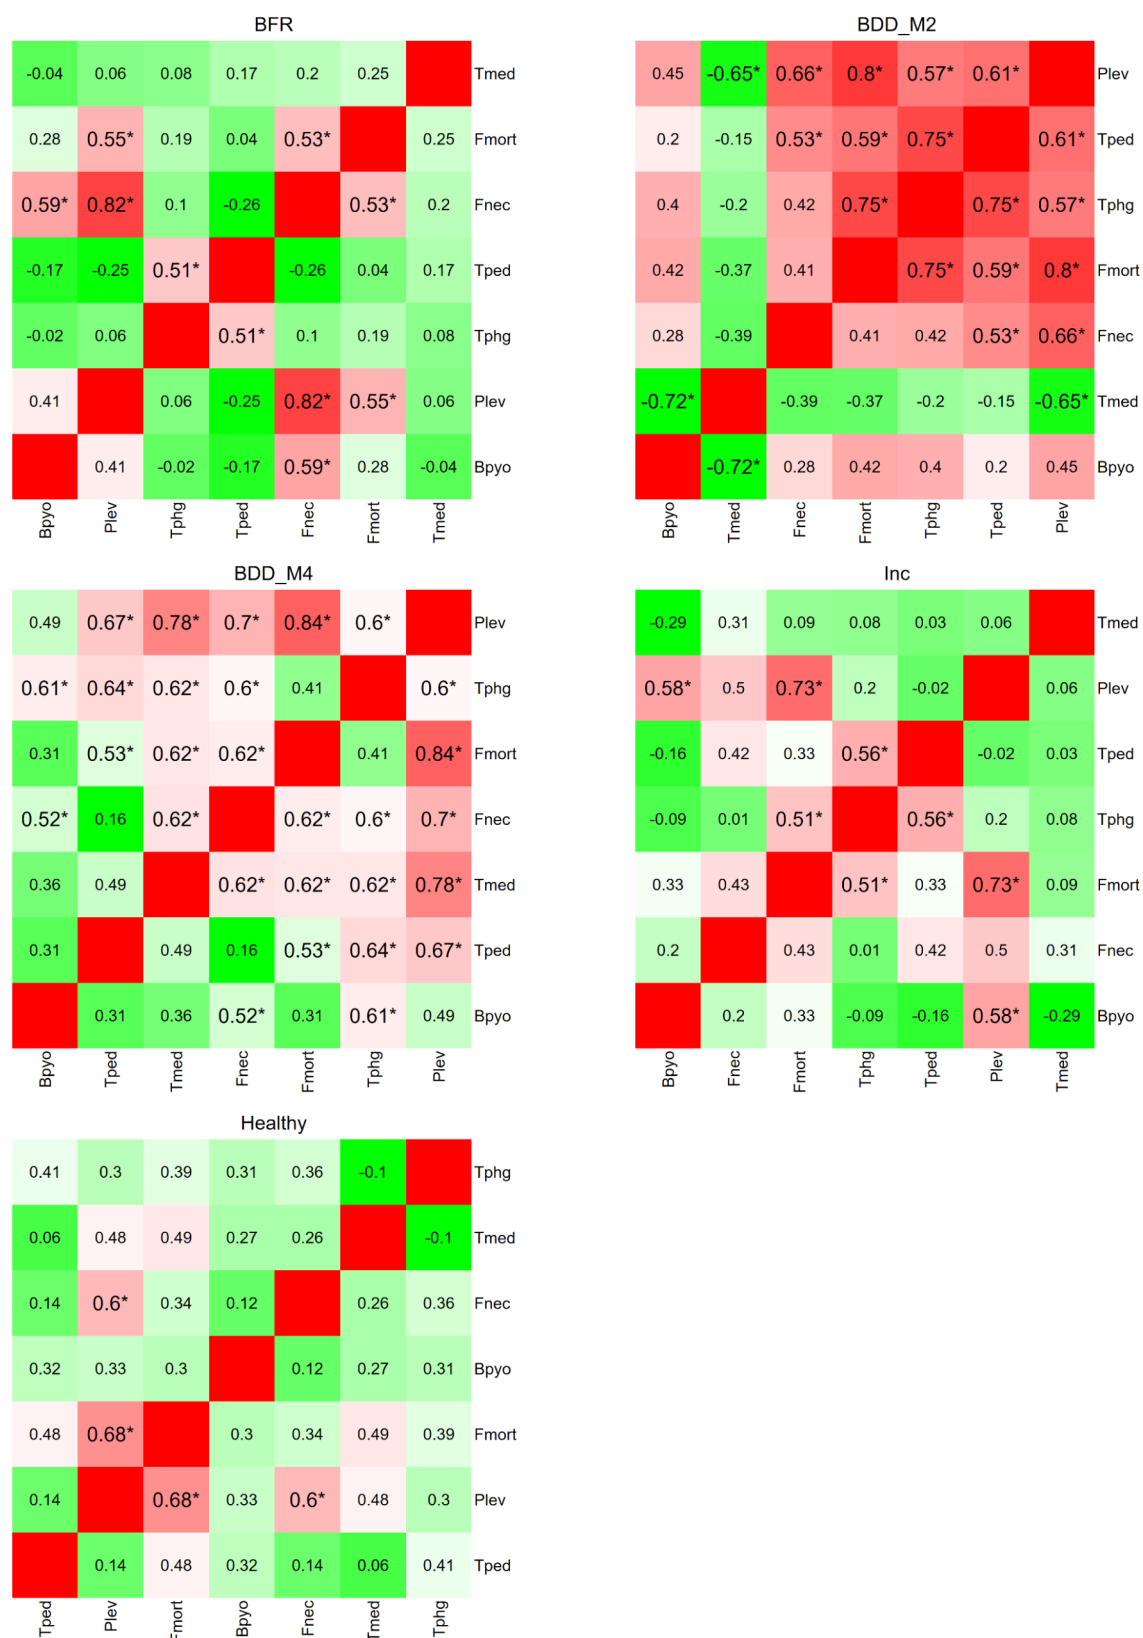 BFR
-0.04 0.06 0.08 0.17 0.2 0.25 Tmed
0.28 0.55* 0.19 0.04 0.53* 0.25 Fmort
0.59* 0.82* 0.1 -0.26 0.53* 0.2 Fnec
-0.17 -0.25 0.51* -0.26 0.04 0.17 Tped
-0.02 0.06 0.51* 0.1 0.19 0.08 Tphg
0.41 0.06 -0.25 0.82* 0.55* 0.06 Plev
0.41 -0.02 -0.17 0.59* 0.28 -0.04 Bpyo
Bpyo Plev Tphg Tped Fnec Fmort Tmed
BDD_M2
0.45 -0.65* 0.66* 0.8* 0.57* 0.61* Plev
0.2 -0.15 0.53* 0.59* 0.75* 0.61* Tped
0.4 -0.2 0.42 0.75* 0.75* 0.57* Tphg
0.42 -0.37 0.41 0.75* 0.59* 0.8* Fmort
0.28 -0.39 0.41 0.42 0.53* 0.66* Fnec
-0.72* -0.39 -0.37 -0.2 -0.15 -0.65* Tmed
-0.72* 0.28 0.42 0.4 0.2 0.45 Bpyo
Bpyo Tmed Fnec Fmort Tphg Tped Plev
BDD_M4
0.49 0.67* 0.78* 0.7* 0.84* 0.6* Plev
0.61* 0.64* 0.62* 0.6* 0.41 0.6* Tphg
0.31 0.53* 0.62* 0.62* 0.41 0.84* Fmort
0.52* 0.16 0.62* 0.62* 0.6* 0.7* Fnec
0.36 0.49 0.62* 0.62* 0.62* 0.78* Tmed
0.31 0.49 0.16 0.53* 0.64* 0.67* Tped
0.31 0.36 0.52* 0.31 0.61* 0.49 Bpyo
Bpyo Tped Tmed Fnec Fmort Tphg Plev
Inc
-0.29 0.31 0.09 0.08 0.03 0.06 Tmed
0.58* 0.5 0.73* 0.2 -0.02 0.06 Plev
-0.16 0.42 0.33 0.56* -0.02 0.03 Tped
-0.09 0.01 0.51* 0.56* 0.2 0.08 Tphg
0.33 0.43 0.51* 0.33 0.73* 0.09 Fmort
0.2 0.43 0.01 0.42 0.5 0.31 Fnec
0.2 0.33 -0.09 -0.16 0.58* -0.29 Bpyo
Bpyo Fnec Fmort Tphg Tped Plev Tmed
Healthy
0.41 0.3 0.39 0.31 0.36 -0.1 Tphg
0.06 0.48 0.49 0.27 0.26 -0.1 Tmed
0.14 0.6* 0.34 0.12 0.26 0.36 Fnec
0.32 0.33 0.3 0.12 0.27 0.31 Bpyo
0.48 0.68* 0.3 0.34 0.49 0.39 Fmort
0.14 0.68* 0.33 0.6* 0.48 0.3 Plev
0.14 0.48 0.32 0.14 0.06 0.41 Tped
Tped Plev Fmort Bpyo Fnec Tmed Tphg